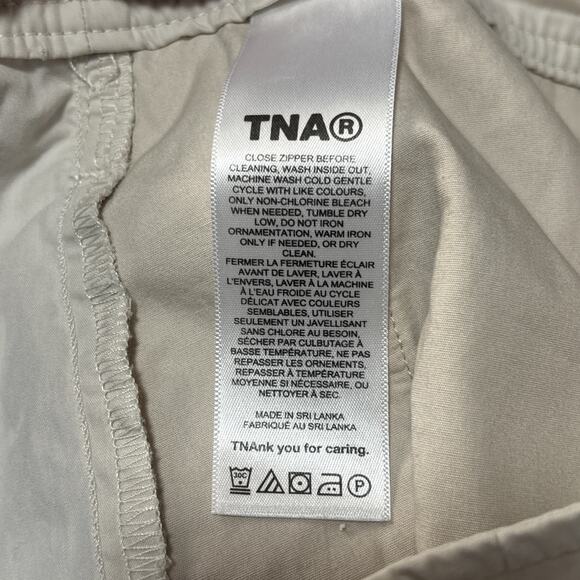 TNA®
CLOSE ZIPPER BEFORE
CLEANING, WASH INSIDE OUT,
MACHINE WASH COLD GENTLE
CYCLE WITH LIKE COLOURS,
ONLY NON-CHLORINE BLEACH
WHEN NEEDED, TUMBLE DRY
LOW, DO NOT IRON
ORNAMENTATION, WARM IRON
ONLY IF NEEDED, OR DRY
CLEAN.
FERMER LA FERMETURE ÉCLAIR
AVANT DE LAVER, LAVER À
L'ENVERS, LAVER À LA MACHINE
À L'EAU FROIDE AU CYCLE
DÉLICAT AVEC COULEURS
SEMBLABLES, UTILISER
SEULEMENT UN JAVELLISANT
SANS CHLORE AU BESOIN,
SÉCHER PAR CULBUTAGE À
BASSE TEMPÉRATURE, NE PAS
REPASSER LES ORNEMENTS,
REPASSER À TEMPÉRATURE
MOYENNE SI NÉCESSAIRE, OU
NETTOYER À SEC.
MADE IN SRI LANKA
FABRIQUÉ AU SRI LANKA
TNAnk you for caring.
30C P